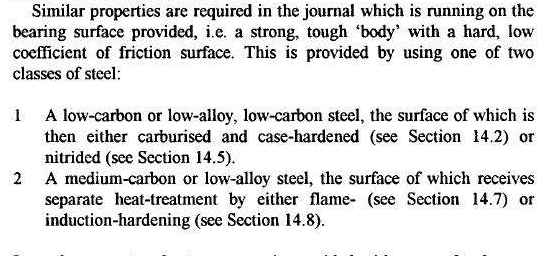 Similar properties are required in the journal which is running on the
bearing surface provided, i.e. a strong, tough ‘body’ with a hard, low
coefficient of friction surface. This is provided by using one of two
classes of steel:
1 A low-carbon or low-alloy, low-carbon steel, the surface of which is
then either carburised and case-hardened (see Section 14.2) or
nitrided (see Section 14.5).
2 A medium-carbon or low-alloy steel, the surface of which receives
separate heat-treatment by either flame- (see Section 14.7) or
induction-hardening (see Section 14.8).